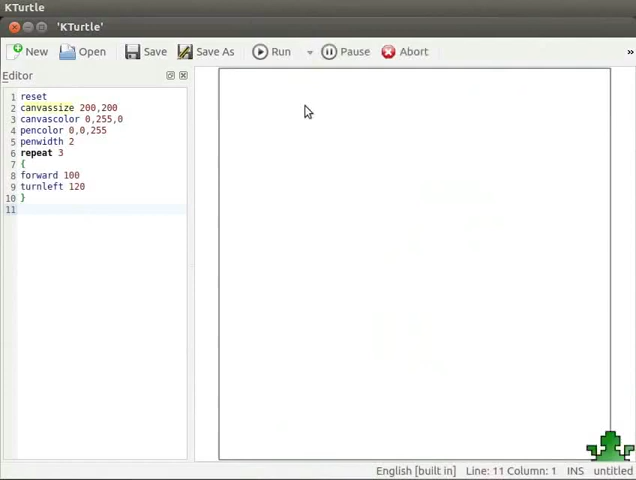 KTurtle
'KTurtle'
New Open Save Save As Run Pause Abort »
Editor
1 reset
2 canvassize 200,200
3 canvascolor 0,255,0
4 pencolor 0,0,255
5 penwidth 2
6 repeat 3
7 {
8 forward 100
9 turnleft 120
10 }
11
English [built in] Line: 11 Column: 1 INS untitled